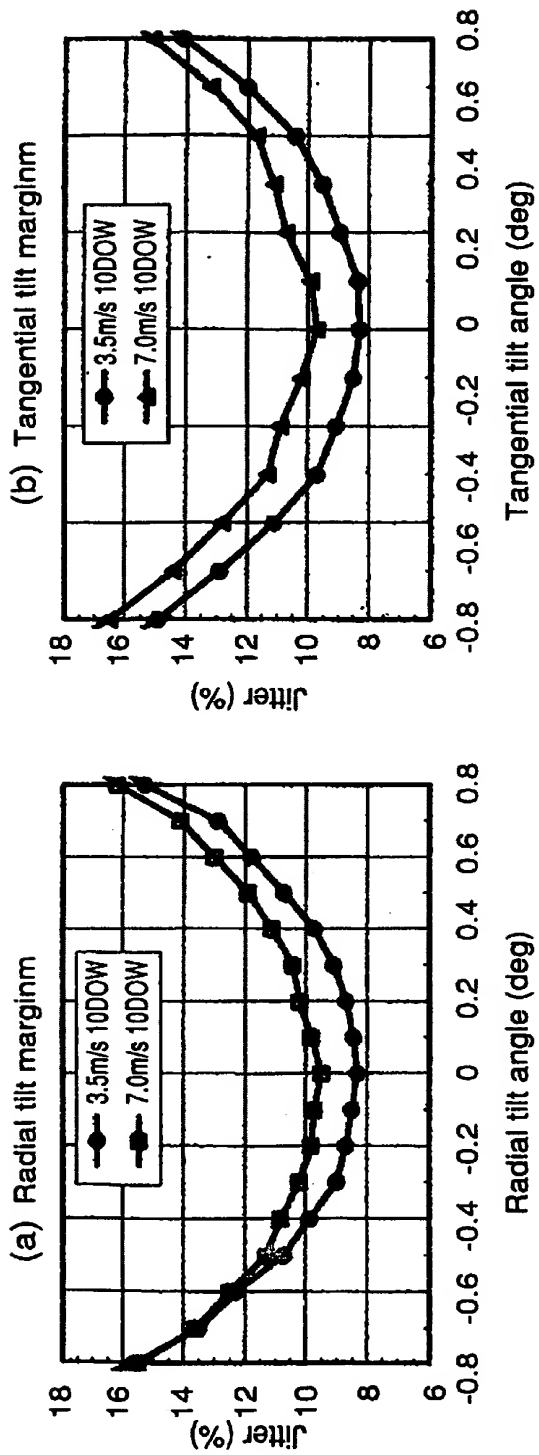 (a) Radial tilt marginm
3.5m/s 10DOW
7.0m/s 10DOW
Jitter (%)
18
16
14
12
10
8
6
-0.8 -0.6 -0.4 -0.2 0 0.2 0.4 0.6 0.8
Radial tilt angle (deg)
(b) Tangential tilt marginm
3.5m/s 10DOW
7.0m/s 10DOW
Jitter (%)
18
16
14
12
10
8
6
-0.8 -0.6 -0.4 -0.2 0 0.2 0.4 0.6 0.8
Tangential tilt angle (deg)